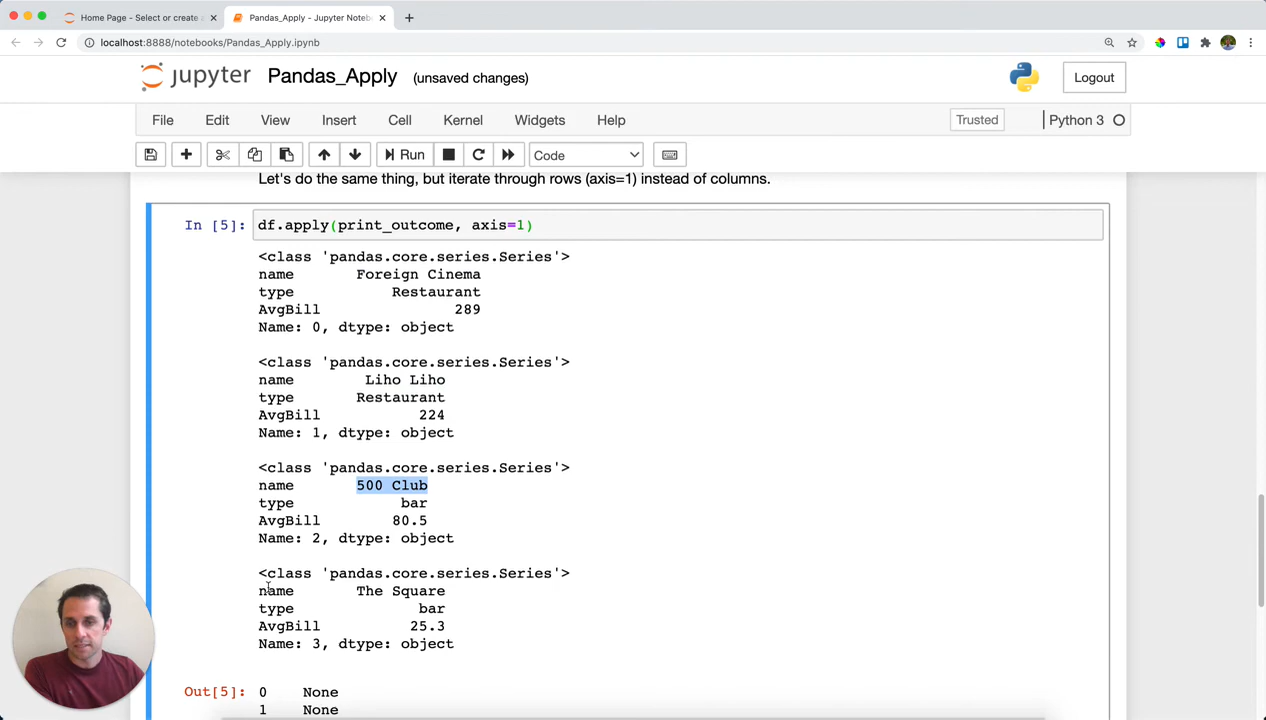 Home Page - Select or create a
Pandas_Apply - Jupyter Notebo
localhost:8888/notebooks/Pandas_Apply.ipynb
jupyter Pandas_Apply (unsaved changes) Logout
File Edit View Insert Cell Kernel Widgets Help Trusted Python 3
Run Code
Let's do the same thing, but iterate through rows (axis=1) instead of columns.
In [5]: df.apply(print_outcome, axis=1)
<class 'pandas.core.series.Series'>
name Foreign Cinema
type Restaurant
AvgBill 289
Name: 0, dtype: object
<class 'pandas.core.series.Series'>
name Liho Liho
type Restaurant
AvgBill 224
Name: 1, dtype: object
<class 'pandas.core.series.Series'>
name 500 Club
type bar
AvgBill 80.5
Name: 2, dtype: object
<class 'pandas.core.series.Series'>
name The Square
type bar
AvgBill 25.3
Name: 3, dtype: object
Out[5]: 0 None
1 None